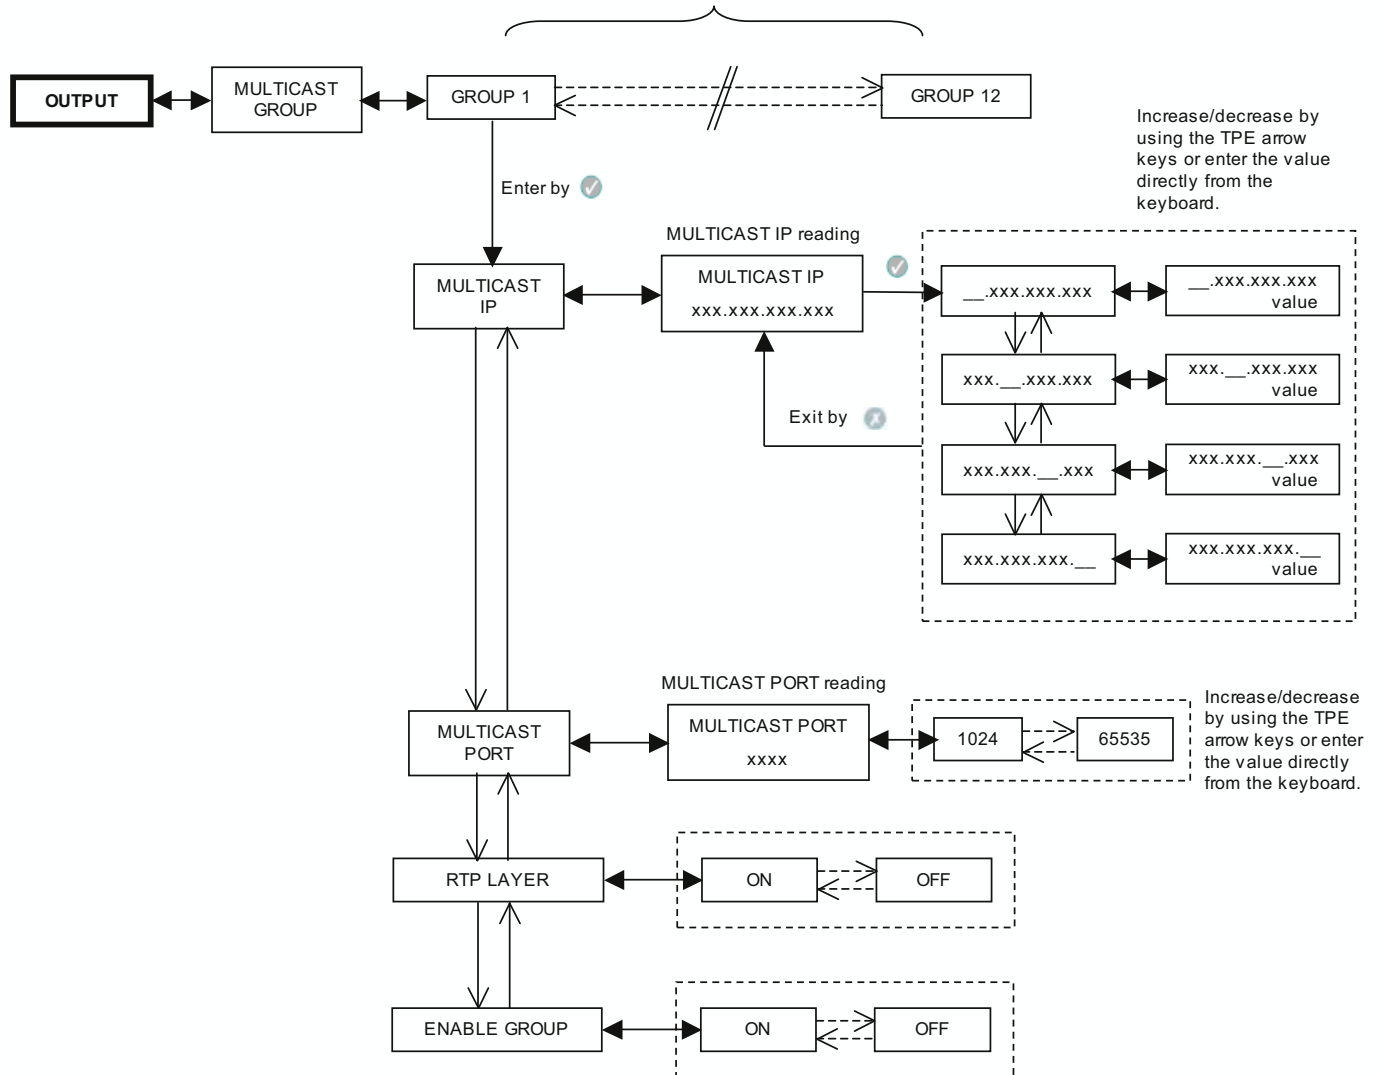 OUTPUT
MULTICAST
GROUP
GROUP 1
GROUP 12
Increase/decrease by
using the TPE arrow
keys or enter the value
directly from the
keyboard.
Enter by
MULTICAST IP reading
MULTICAST
IP
MULTICAST IP
xxx.xxx.xxx.xxx
__.xxx.xxx.xxx
__.xxx.xxx.xxx
value
xxx.__.xxx.xxx
xxx.__.xxx.xxx
value
Exit by
xxx.xxx.__.xxx
xxx.xxx.__.xxx
value
xxx.xxx.xxx.__
xxx.xxx.xxx.__
value
MULTICAST PORT reading
MULTICAST
PORT
MULTICAST PORT
xxxx
1024
65535
Increase/decrease
by using the TPE
arrow keys or enter
the value directly
from the keyboard.
RTP LAYER
ON
OFF
ENABLE GROUP
ON
OFF